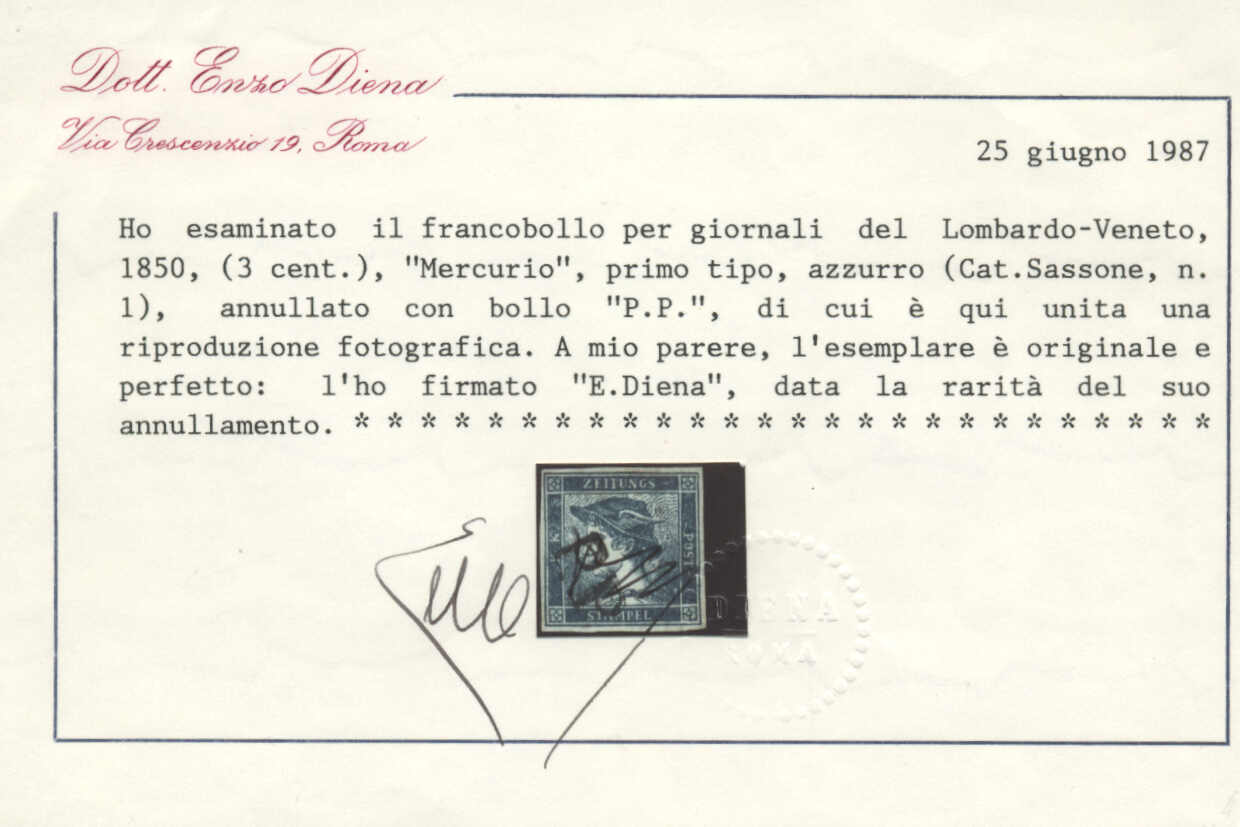 Dott. Enzo Diena
Via Crescenzio 19, Roma
25 giugno 1987
Ho esaminato il francobollo per giornali del Lombardo-Veneto,
1850, (3 cent.), "Mercurio", primo tipo, azzurro (Cat.Sassone, n.
1), annullato con bollo "P.P.", di cui è qui unita una
riproduzione fotografica. A mio parere, l'esemplare è originale e
perfetto: l'ho firmato "E.Diena", data la rarità del suo
annullamento. * * * * * * * * * * * * * * * * * * * * * * * * * *
ZEITUNGS
POST
STÄMPEL
DIENA
ROMA